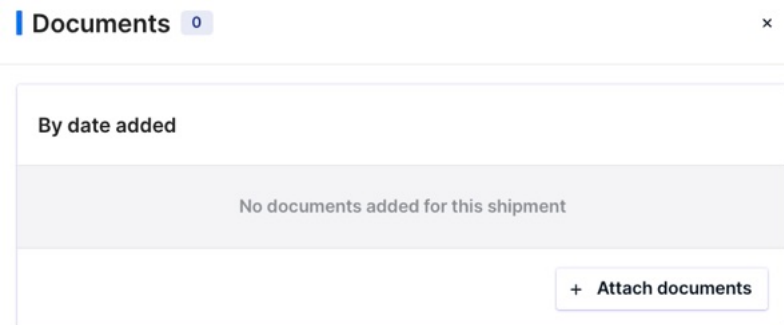 Documents 0 ×
By date added
No documents added for this shipment
+ Attach documents